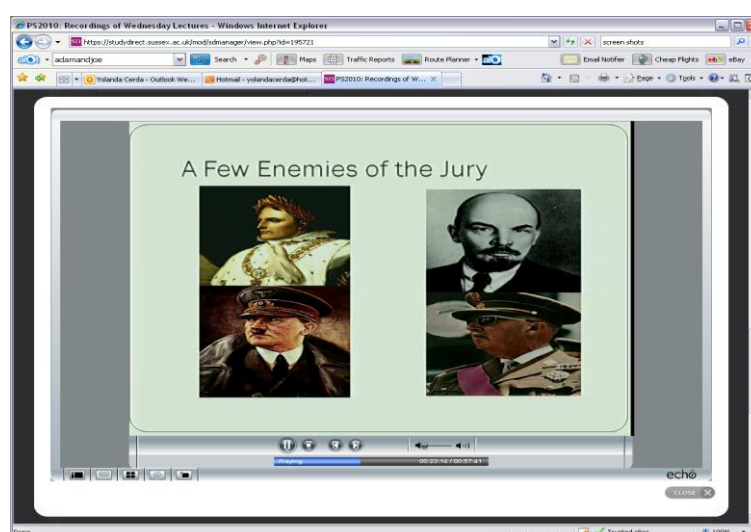 PS2010: Recordings of Wednesday Lectures - Windows Internet Explorer
https://studydirect.sussex.ac.uk/mod/sdmanager/view.php?id=195721
screen shots
adamandjoe
Search
Maps
Traffic Reports
Route Planner
Email Notifier
Cheap Flights
eBay
Yolanda Cerda - Outlook We...
Hotmail - yolandacerda@hot...
PS2010: Recordings of W...
Page
Tools
A Few Enemies of the Jury
Playing
00:23:14 / 00:57:41
echo
CLOSE
Done
Trusted sites
100%